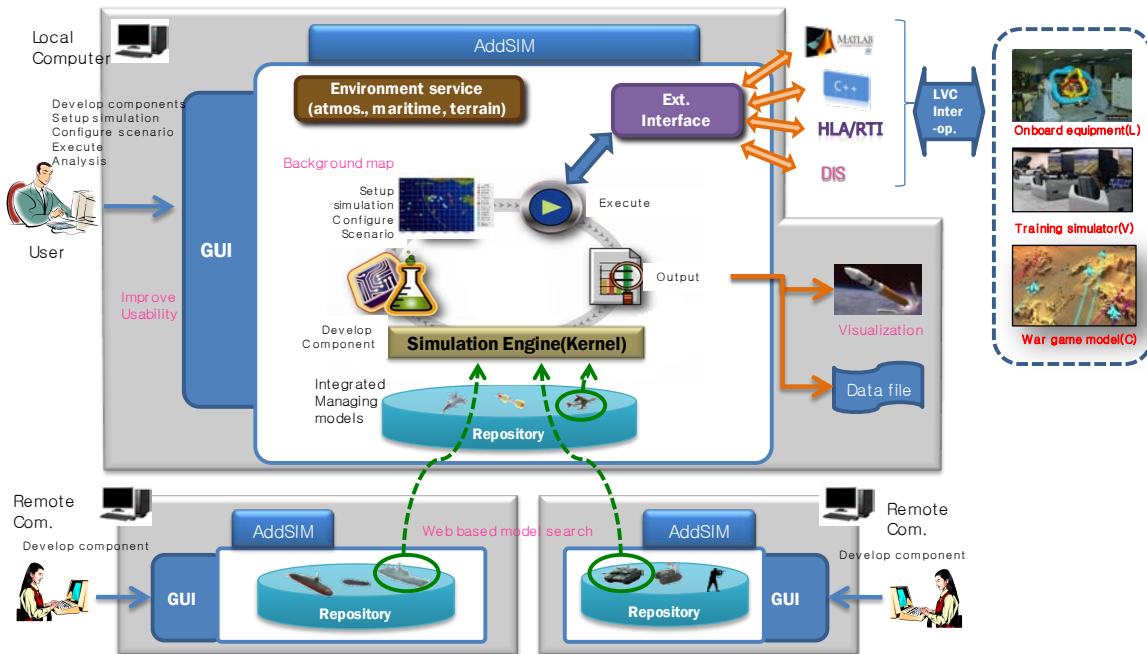 Local
Computer
Develop components
Setup simulation
Configure scenario
Execute
Analysis
User
Improve
Usability
GUI
AddSIM
Environment service
(atmos., maritime, terrain)
Ext.
Interface
MATLAB
C++
HLA/RTI
DIS
LVC
Inter
-op.
Onboard equipment(L)
Training simulator(V)
War game model(C)
Background map
Setup
simulation
Configure
Scenario
Execute
Output
Develop
Component
Simulation Engine(Kernel)
Integrated
Managing
models
Repository
Visualization
Data file
Remote
Com.
Develop component
GUI
AddSIM
Repository
Web based model search
AddSIM
Repository
GUI
Remote
Com.
Develop component